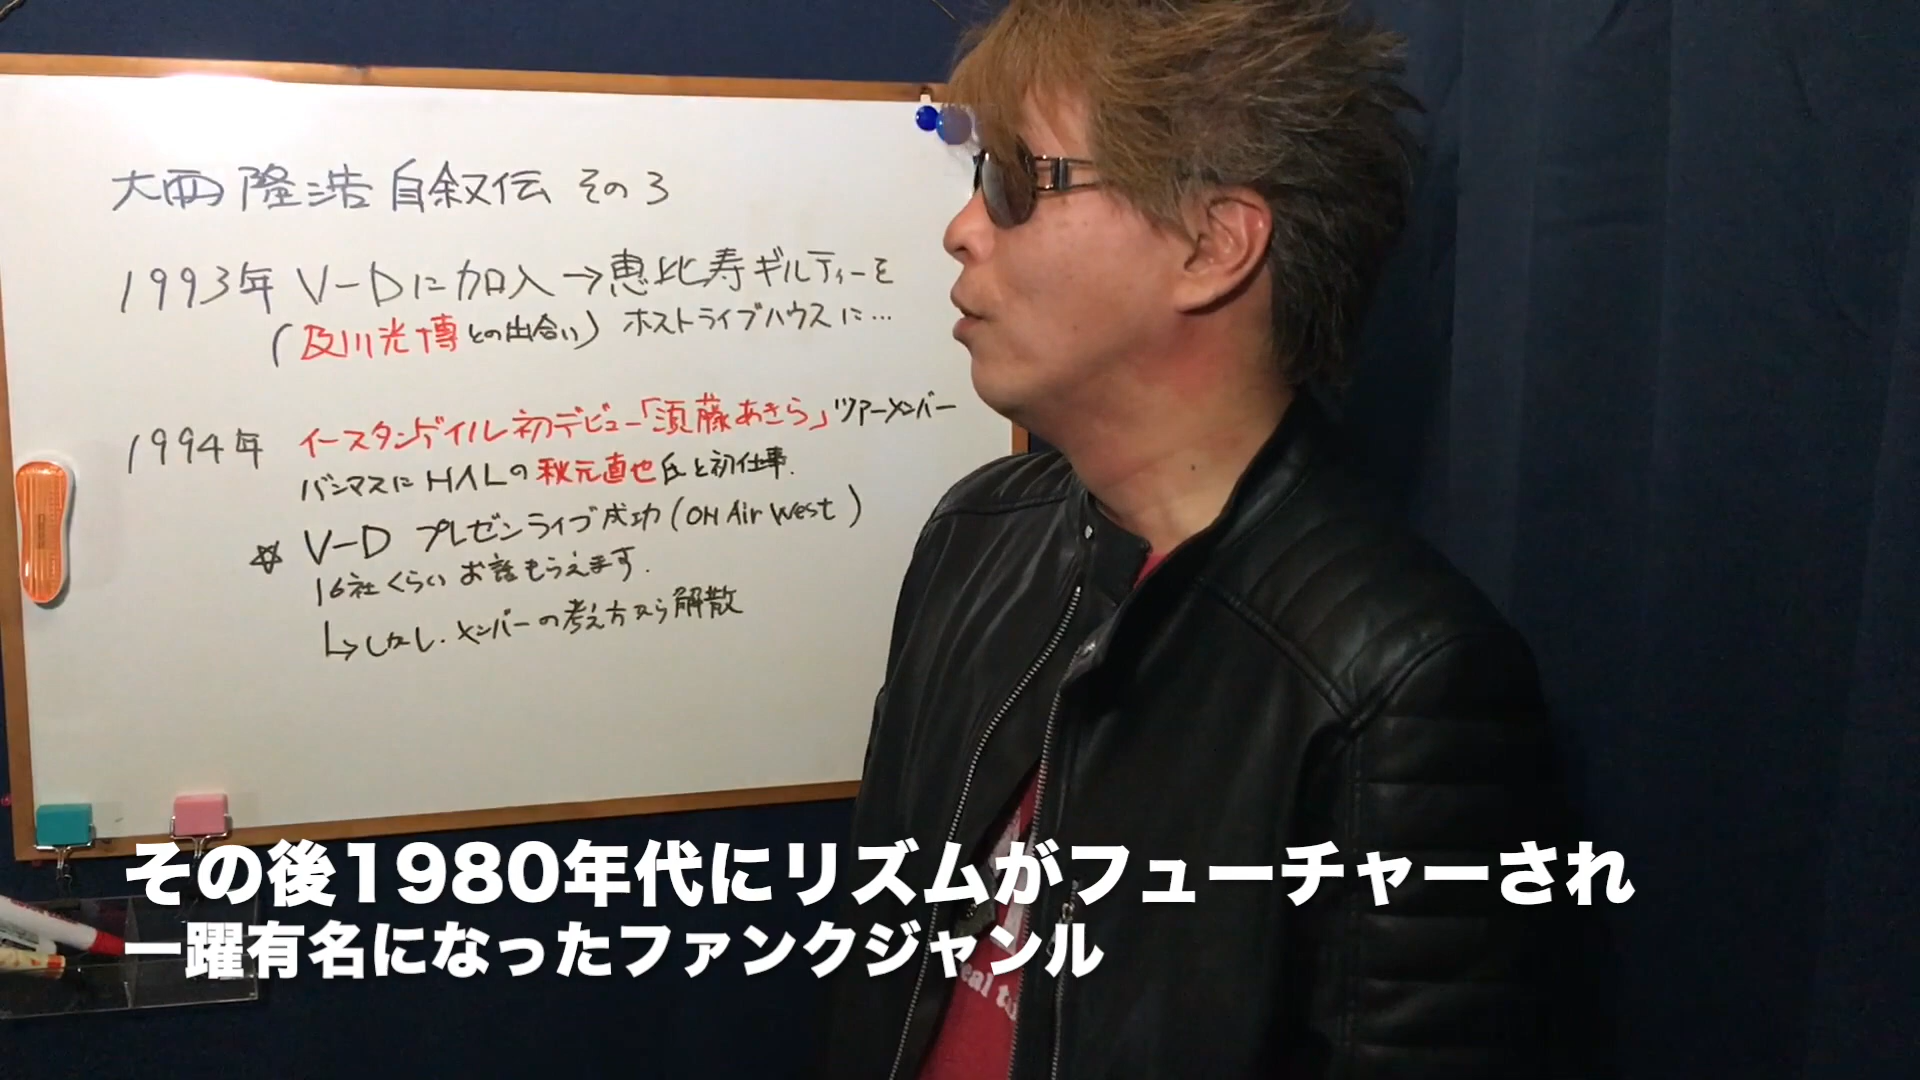 大西隆浩 自叙伝 その3
1993年 V-Dに加入→恵比寿ギルティーを
(及川光博との出合い) ホストライブハウスに…
1994年 イースタンゲイル初デビュー「須藤あきら」ツアーメンバー
バンマスにHALの秋元直也氏と初仕事.
☆ V-D プレゼンライブ成功(ON Air West)
16社くらいお話もらえます.
↳しかし.メンバーの考え方から解散
その後1980年代にリズムがフューチャーされ
一躍有名になったファンクジャンル